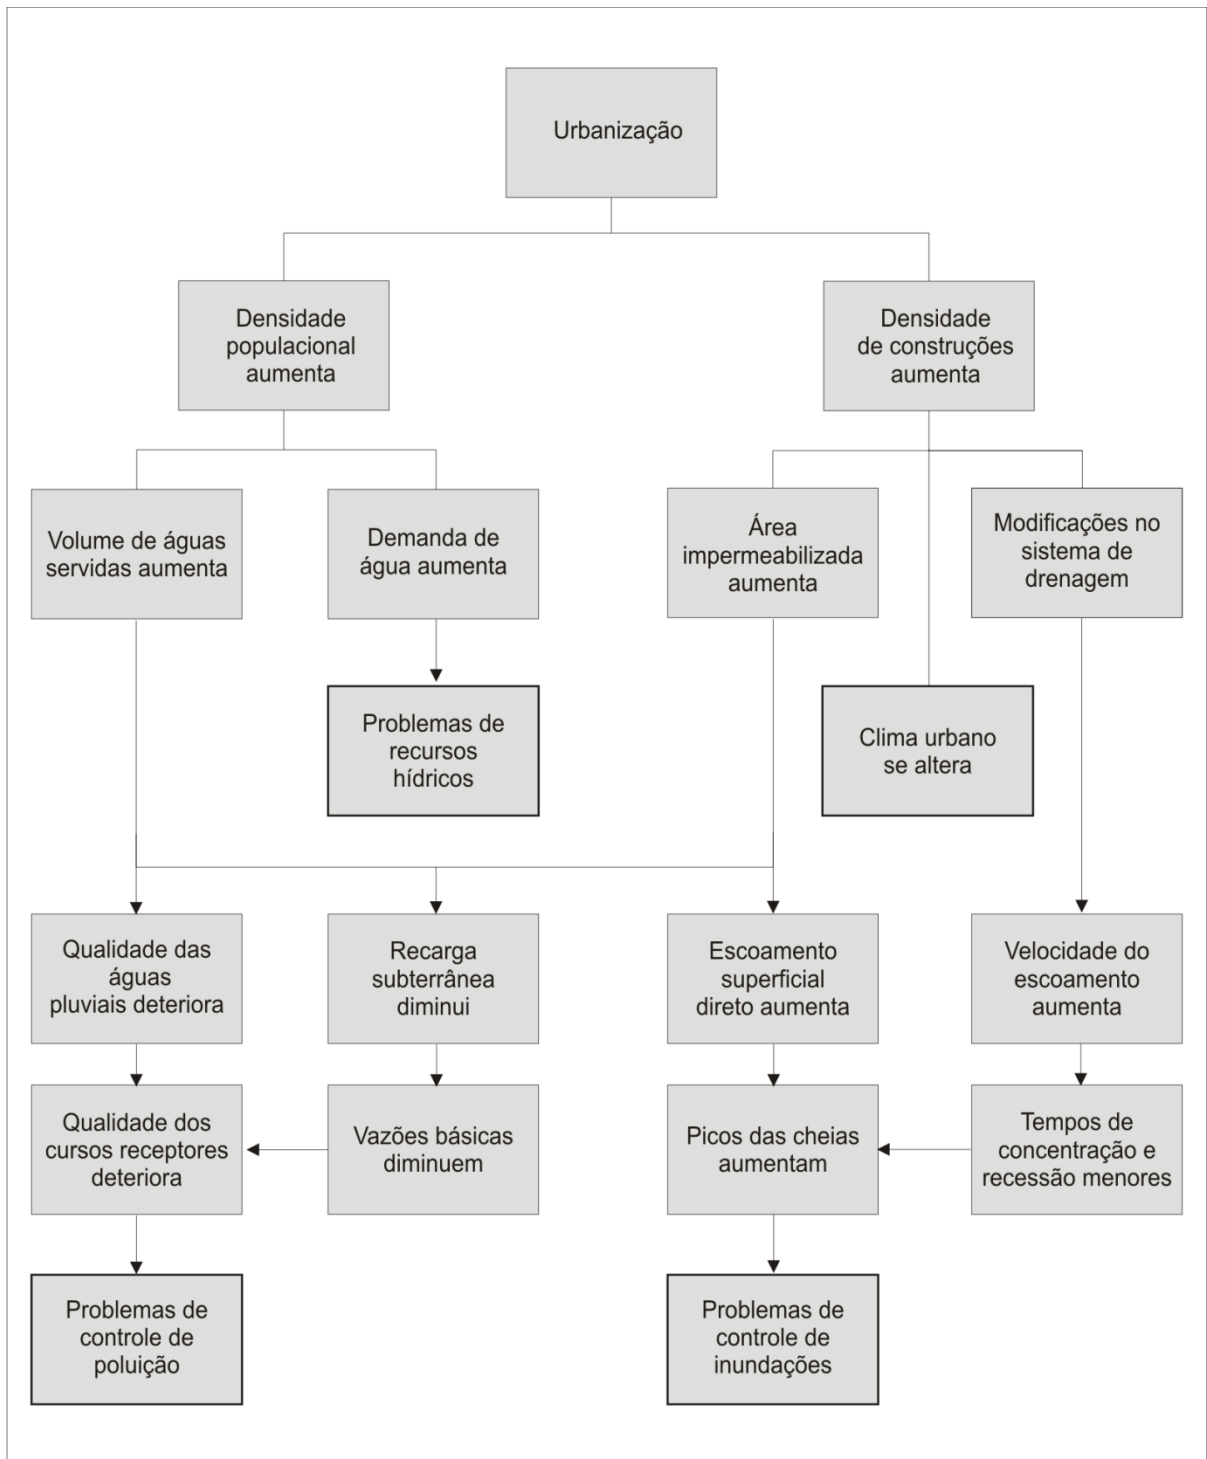 Urbanização
Densidade
populacional
aumenta
Densidade
de construções
aumenta
Volume de águas
servidas aumenta
Demanda de
água aumenta
Área
impermeabilizada
aumenta
Modificações no
sistema de
drenagem
Problemas de
recursos
hídricos
Clima urbano
se altera
Qualidade das
águas
pluviais deteriora
Recarga
subterrânea
diminui
Escoamento
superficial
direto aumenta
Velocidade do
escoamento
aumenta
Qualidade dos
cursos receptores
deteriora
Vazões básicas
diminuem
Picos das cheias
aumentam
Tempos de
concentração e
recessão menores
Problemas de
controle de
poluição
Problemas de
controle de
inundações